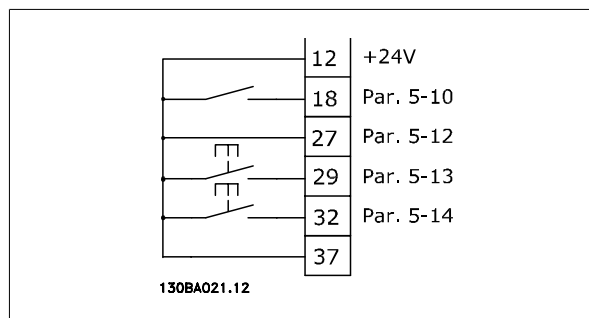 12 +24V
18 Par. 5-10
27 Par. 5-12
29 Par. 5-13
32 Par. 5-14
37
130BA021.12